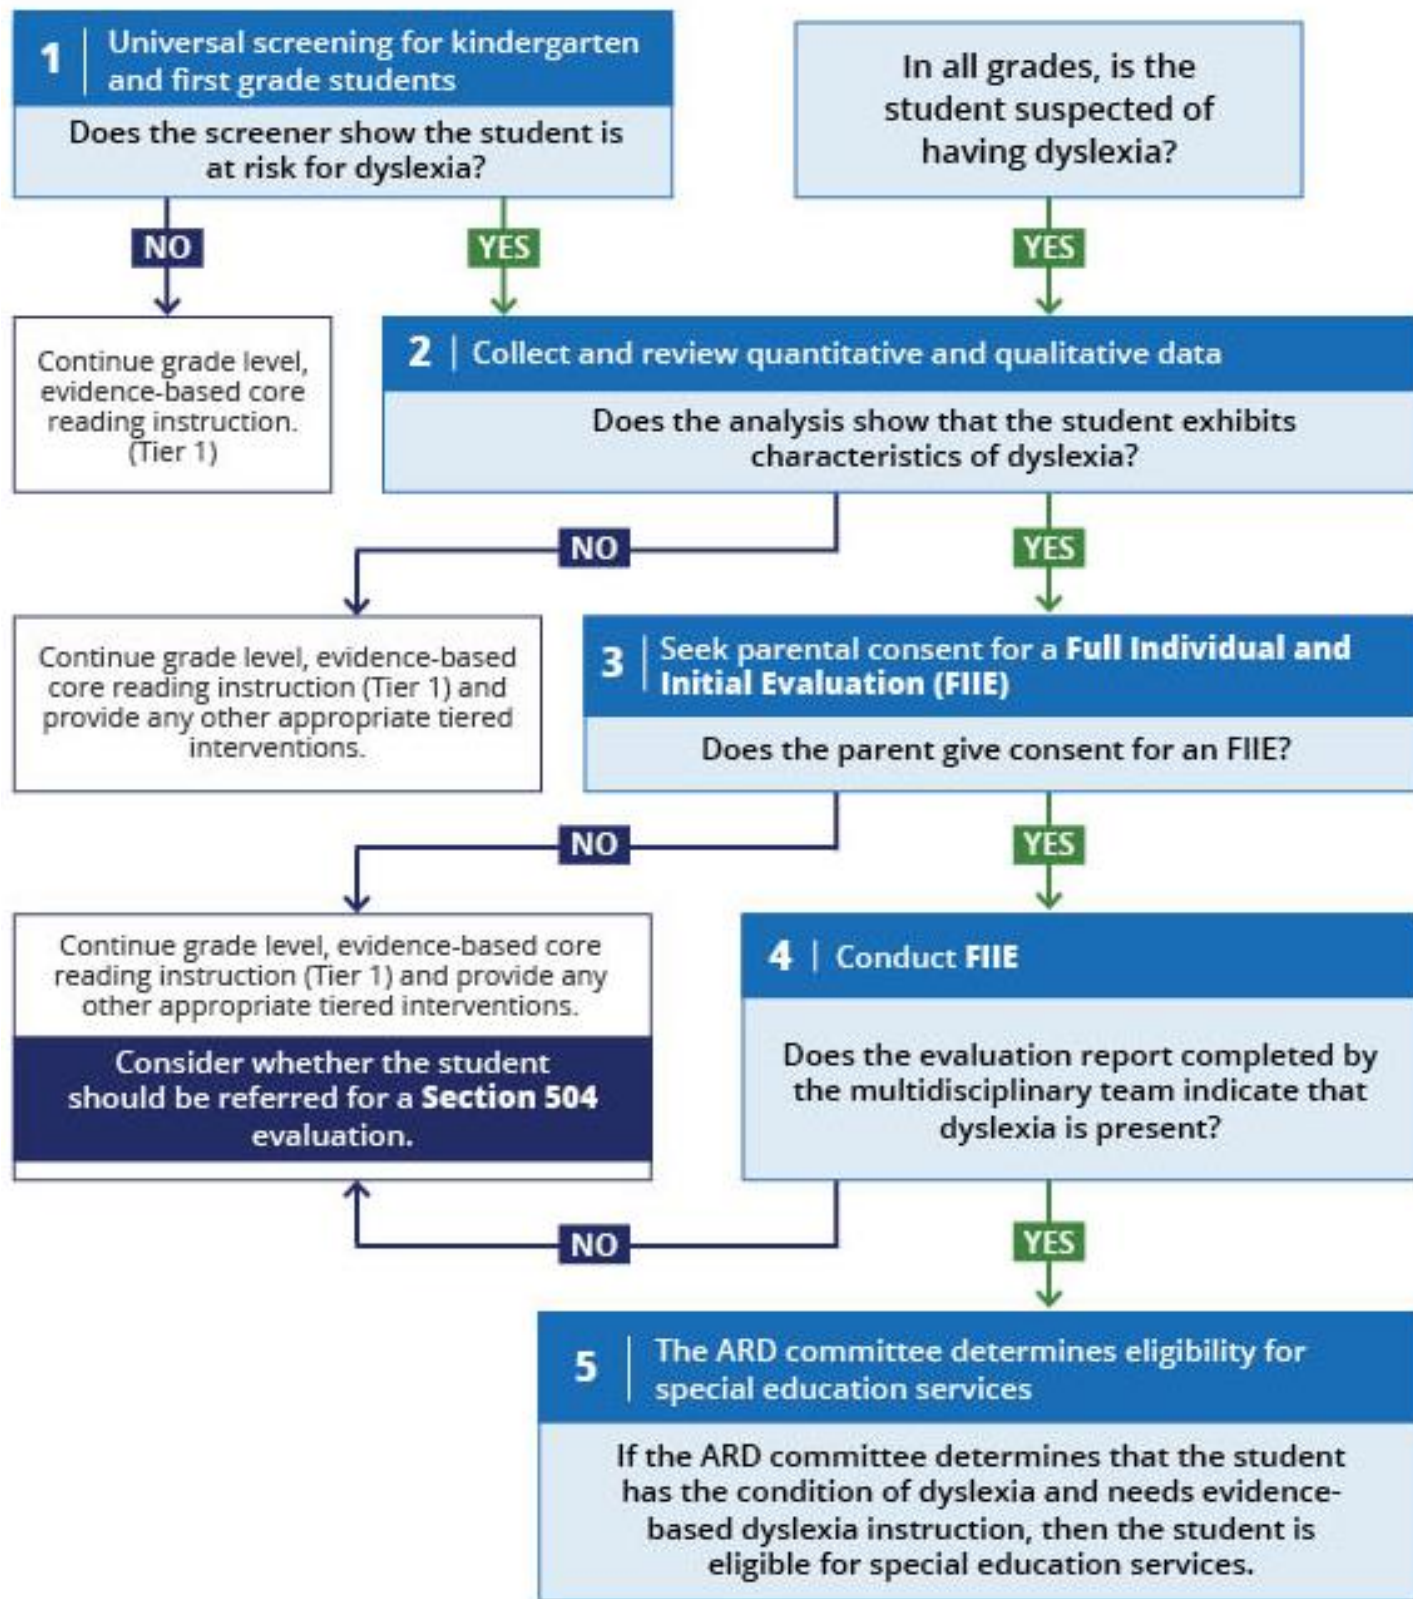 1
Universal screening for kindergarten
and first grade students
Does the screener show the student is
at risk for dyslexia?
In all grades, is the
student suspected of
having dyslexia?
NO
YES
YES
Continue grade level,
evidence-based core
reading instruction.
(Tier 1)
2
Collect and review quantitative and qualitative data
Does the analysis show that the student exhibits
characteristics of dyslexia?
NO
YES
Continue grade level, evidence-based
core reading instruction (Tier 1) and
provide any other appropriate tiered
interventions.
3
Seek parental consent for a Full Individual and
Initial Evaluation (FIIE)
Does the parent give consent for an FIIE?
NO
YES
Continue grade level, evidence-based core
reading instruction (Tier 1) and provide any
other appropriate tiered interventions.
Consider whether the student
should be referred for a Section 504
evaluation.
4
Conduct FIIE
Does the evaluation report completed by
the multidisciplinary team indicate that
dyslexia is present?
NO
YES
5
The ARD committee determines eligibility for
special education services
If the ARD committee determines that the student
has the condition of dyslexia and needs evidence-
based dyslexia instruction, then the student is
eligible for special education services.